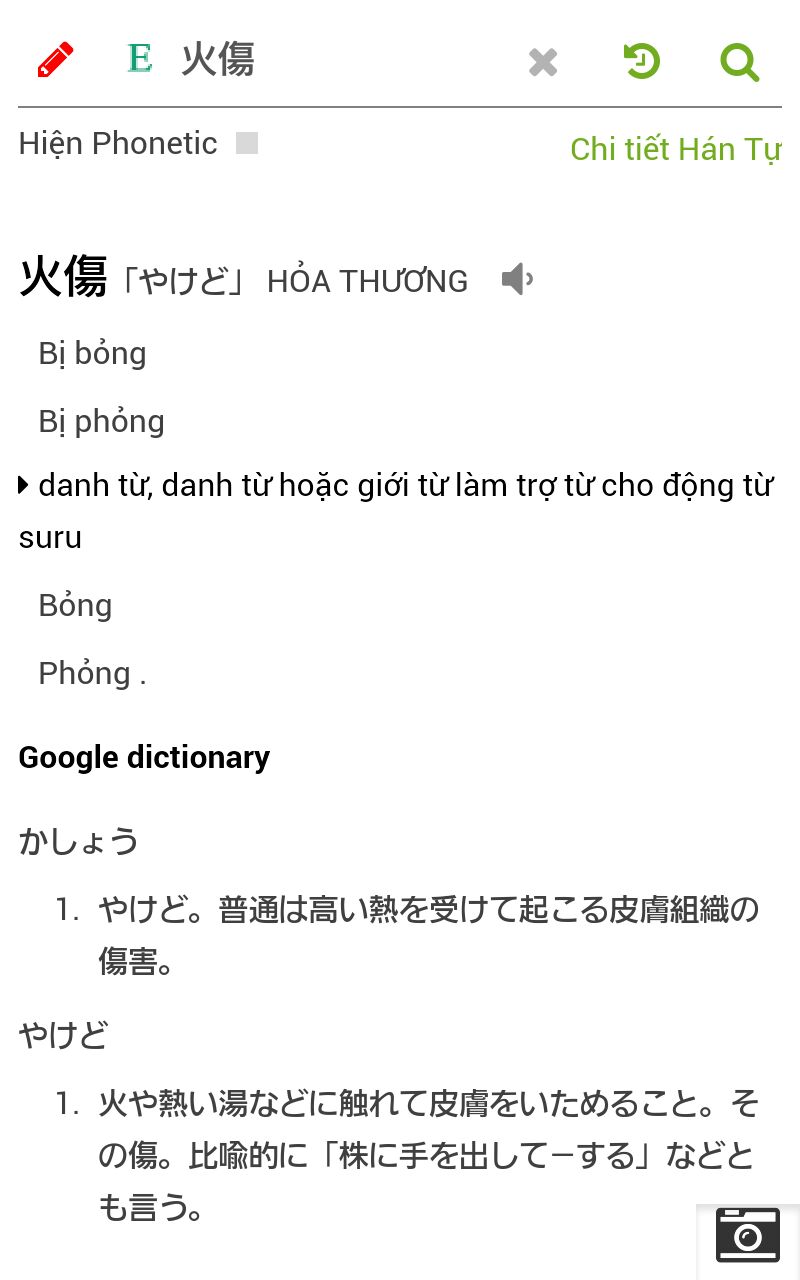 E 火傷
Hiện Phonetic
Chi tiết Hán Tự
火傷「やけど」 HỎA THƯƠNG
Bị bỏng
Bị phỏng
danh từ, danh từ hoặc giới từ làm trợ từ cho động từ
suru
Bỏng
Phỏng .
Google dictionary
かしょう
1. やけど。普通は高い熱を受けて起こる皮膚組織の
傷害。
やけど
1. 火や熱い湯などに触れて皮膚をいためること。そ
の傷。比喩的に「株に手を出して−する」などと
も言う。